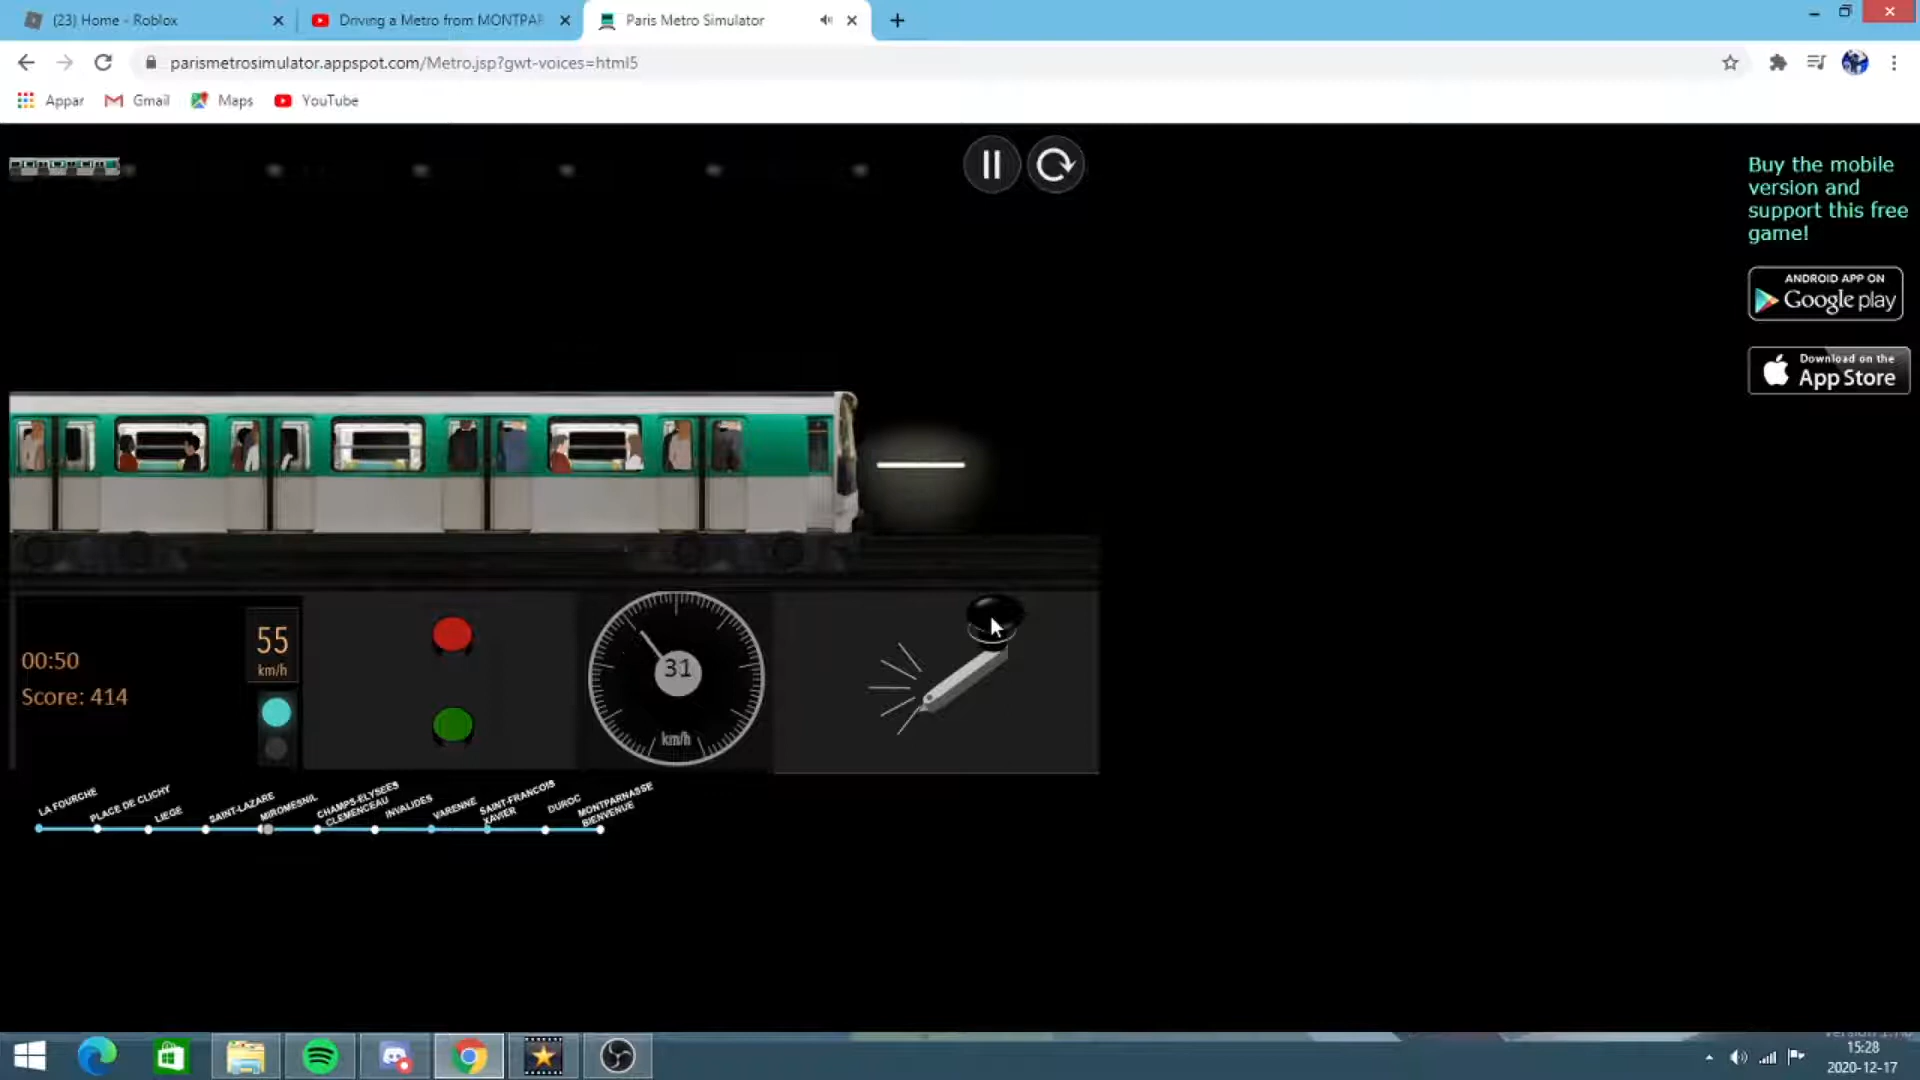 (23) Home - Roblox
Driving a Metro from MONTPAR
Paris Metro Simulator
parismetrosimulator.appspot.com/Metro.jsp?gwt-voices=html5
Appar
Gmail
Maps
YouTube
Buy the mobile
version and
support this free
game!
ANDROID APP ON
Google play
Download on the
App Store
00:50
Score: 414
55
km/h
31
km/h
LA FOURCHE
PLACE DE CLICHY
LIEGE
SAINT-LAZARE
MIROMESNIL
CHAMPS-ELYSEES
CLEMENCEAU
INVALIDES
VARENNE
SAINT-FRANCOIS
XAVIER
DUROC
MONTPARNASSE
BIENVENUE
15:28
2020-12-17